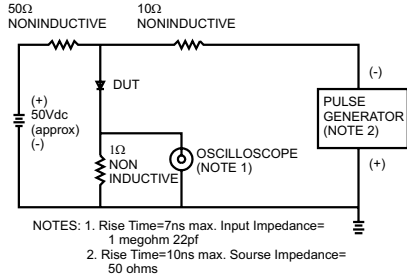 50Ω
NONINDUCTIVE
10Ω
NONINDUCTIVE
DUT
(+)
50Vdc
(approx)
(-)
1Ω
NON
INDUCTIVE
OSCILLOSCOPE
(NOTE 1)
(-)
PULSE
GENERATOR
(NOTE 2)
(+)
NOTES: 1. Rise Time=7ns max. Input Impedance=
1 megohm 22pf
2. Rise Time=10ns max. Sourse Impedance=
50 ohms